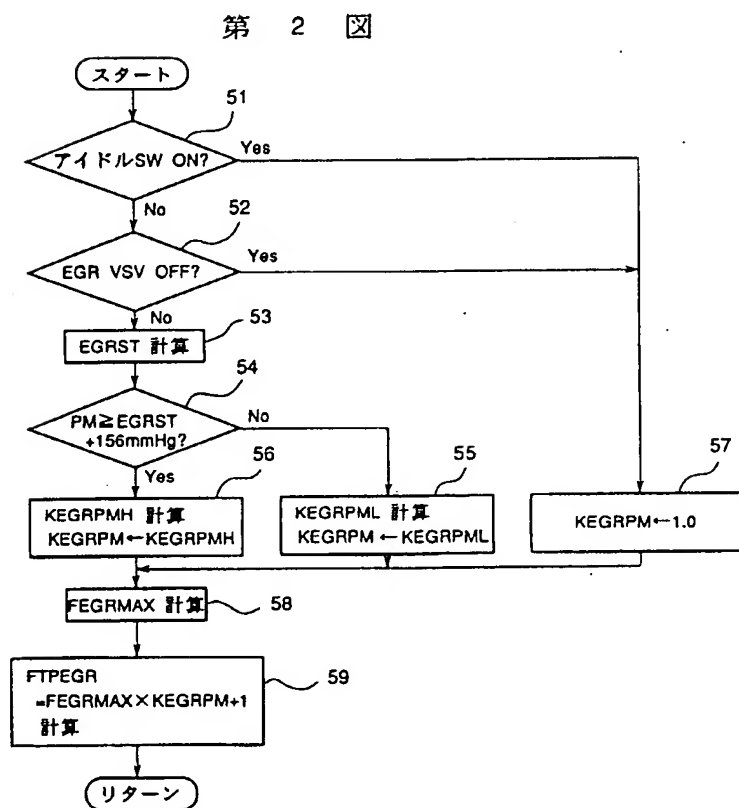 第 2 図
スタート
51
アイドルSW ON?
Yes
No
52
EGR VSV OFF?
Yes
No
53
EGRST 計算
54
PM≧EGRST
+156mmHg?
No
Yes
56
KEGRPMH 計算
KEGRPM←KEGRPMH
55
KEGRPML 計算
KEGRPM←KEGRPML
57
KEGRPM←1.0
FEGRMAX 計算
58
FTPEGR
=FEGRMAX×KEGRPM+1
計算
59
リターン